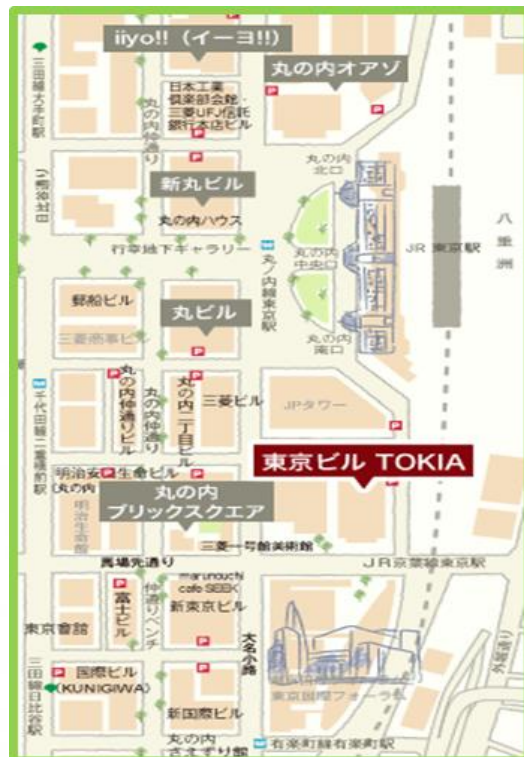 iiyo!!（イーヨ!!）
丸の内オアゾ
三田線大手町駅
丸の内仲通り
日本工業
倶楽部会館・
三菱UFJ信託
銀行本店ビル
日比谷通り
新丸ビル
丸の内ハウス
丸の内
北口
八重洲
行幸地下ギャラリー
丸ノ内線東京駅
丸の内
中央口
JR 東京駅
郵船ビル
三菱商事ビル
丸ビル
丸の内
南口
千代田線二重橋前駅
丸の内仲通りビル
丸の内仲通り
丸の内二丁目ビル
三菱ビル
JPタワー
東京ビル TOKIA
明治安田生命ビル
(丸の内
明治生命館
丸の内
ブリックスクエア
三菱一号館美術館
馬場先通り
JR京葉線東京駅
marunouchi
cafe SEEK
新東京ビル
富士ビル
仲通りベンチ
東京會舘
大名小路
外堀通り
三田線日比谷駅
国際ビル
(KUNIGIWA)
東京国際フォーラム
新国際ビル
丸の内
さえずり館
有楽町線有楽町駅